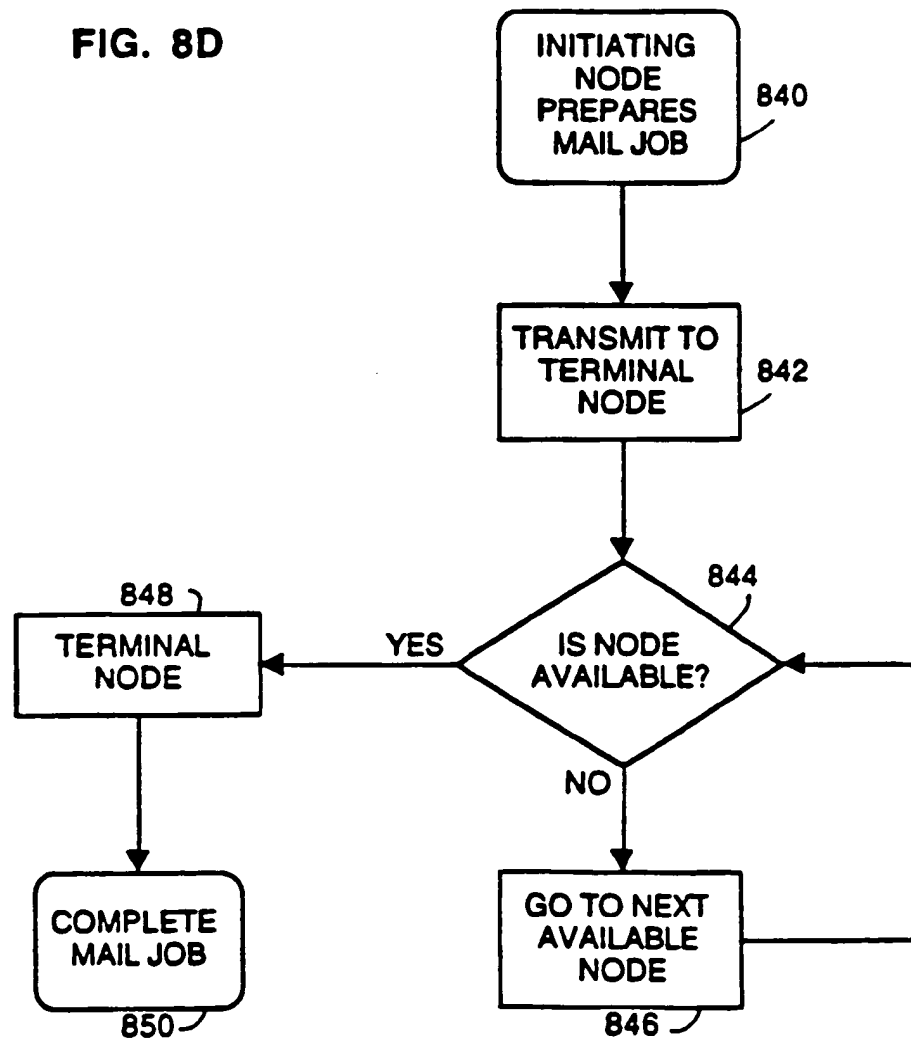 FIG. 8D
INITIATING
NODE
PREPARES
MAIL JOB
840
TRANSMIT TO
TERMINAL
NODE
842
844
IS NODE
AVAILABLE?
YES
NO
848
TERMINAL
NODE
COMPLETE
MAIL JOB
850
GO TO NEXT
AVAILABLE
NODE
846